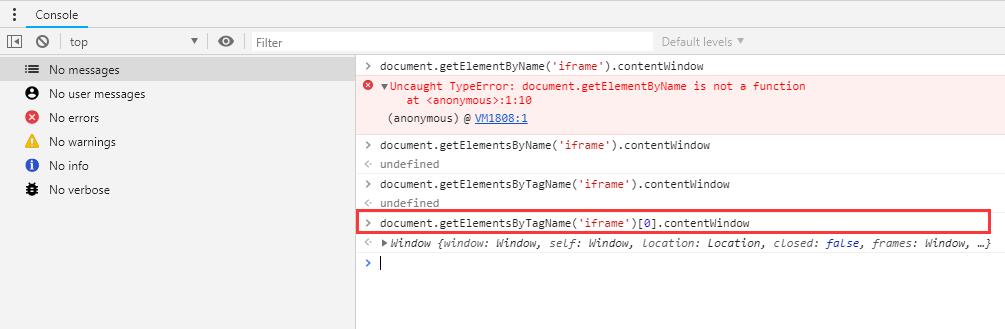 Console
top
Filter
Default levels
No messages
No user messages
No errors
No warnings
No info
No verbose
document.getElementByName('iframe').contentWindow
Uncaught TypeError: document.getElementByName is not a function
at <anonymous>:1:10
(anonymous) @ VM1808:1
document.getElementsByName('iframe').contentWindow
undefined
document.getElementsByTagName('iframe').contentWindow
undefined
document.getElementsByTagName('iframe')[0].contentWindow
Window {window: Window, self: Window, location: Location, closed: false, frames: Window, …}